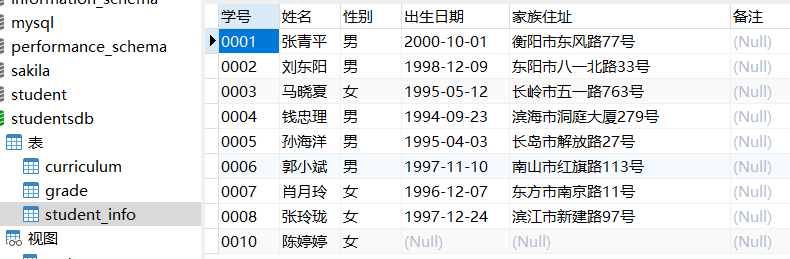 information_schema
mysql
performance_schema
sakila
student
studentsdb
表
curriculum
grade
student_info
视图
学号 姓名 性别 出生日期 家族住址 备注
0001 张青平 男 2000-10-01 衡阳市东风路77号 (Null)
0002 刘东阳 男 1998-12-09 东阳市八一北路33号 (Null)
0003 马晓夏 女 1995-05-12 长岭市五一路763号 (Null)
0004 钱忠理 男 1994-09-23 滨海市洞庭大厦279号 (Null)
0005 孙海洋 男 1995-04-03 长岛市解放路27号 (Null)
0006 郭小斌 男 1997-11-10 南山市红旗路113号 (Null)
0007 肖月玲 女 1996-12-07 东方市南京路11号 (Null)
0008 张玲珑 女 1997-12-24 滨江市新建路97号 (Null)
0010 陈婷婷 女 (Null) (Null) (Null)